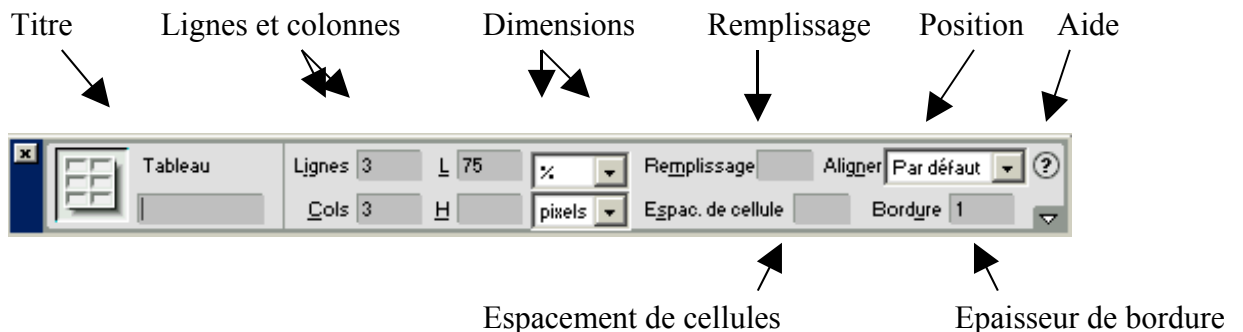 Titre Lignes et colonnes Dimensions Remplissage Position Aide
Tableau Lignes 3 L 75 % Remplissage Aligner Par défaut ?
Cols 3 H pixels Espac. de cellule Bordure 1
Espacement de cellules Epaisseur de bordure